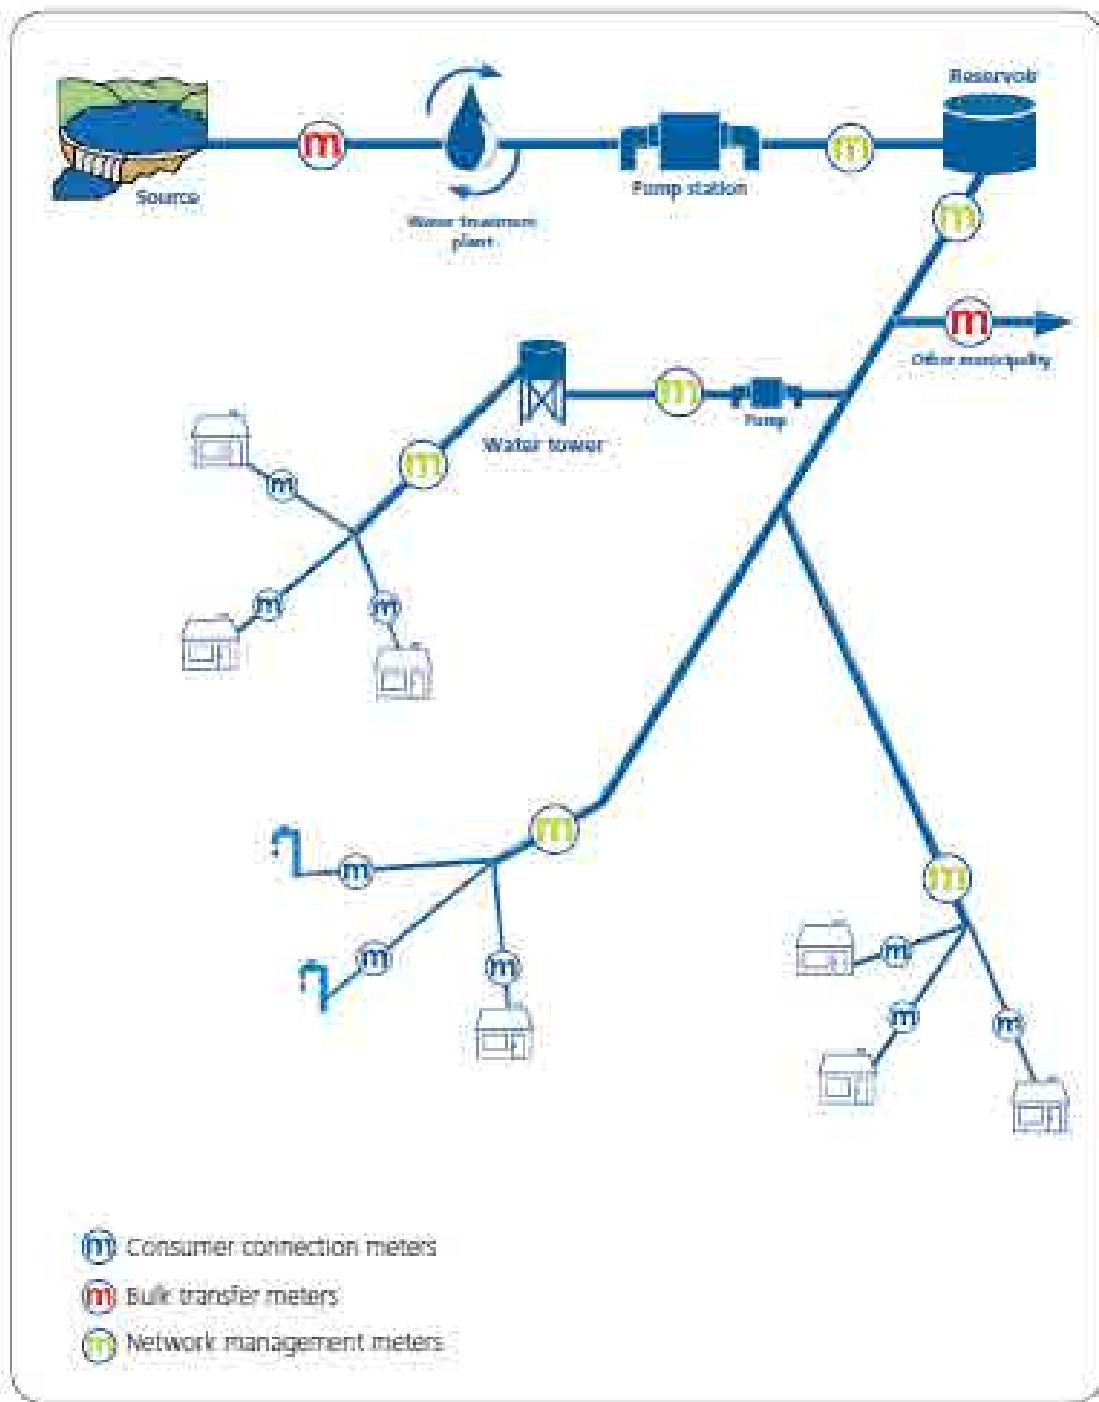 Reservoir
m
m
Source
Pump station
Water treatment
plant
m
m
Other municipality
m
Pump
Water tower
m
m
m
m
m
m
m
m
m
m
m
m
m Consumer connection meters
m Bulk transfer meters
m Network management meters